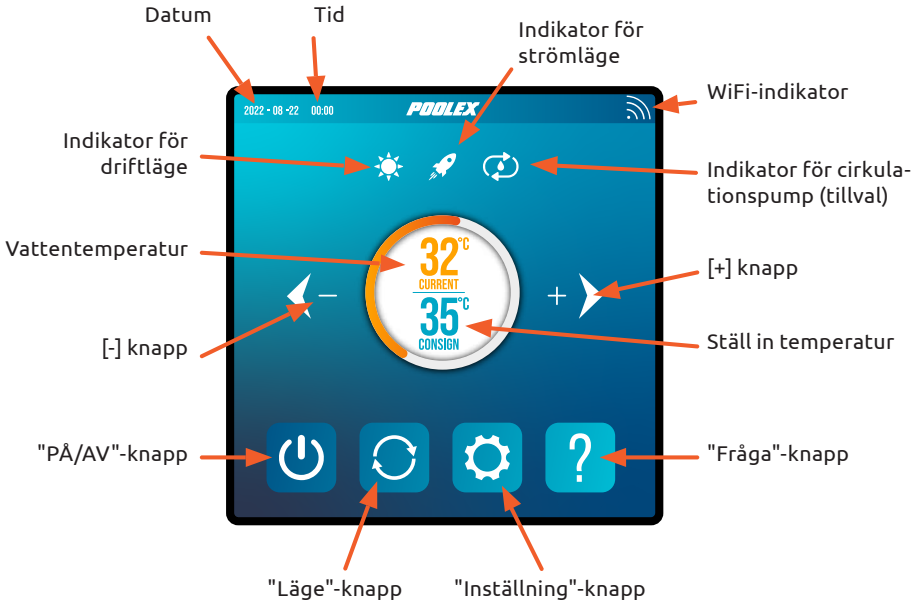 Datum
Tid
Indikator för
strömläge
WiFi-indikator
2022 - 08 -22 00:00
POOLEX
Indikator för
driftläge
Indikator för cirkula-
tionspump (tillval)
Vattentemperatur
32°C
CURRENT
35°C
CONSIGN
[+] knapp
− +
[-] knapp
Ställ in temperatur
"PÅ/AV"-knapp
?
"Fråga"-knapp
"Läge"-knapp
"Inställning"-knapp